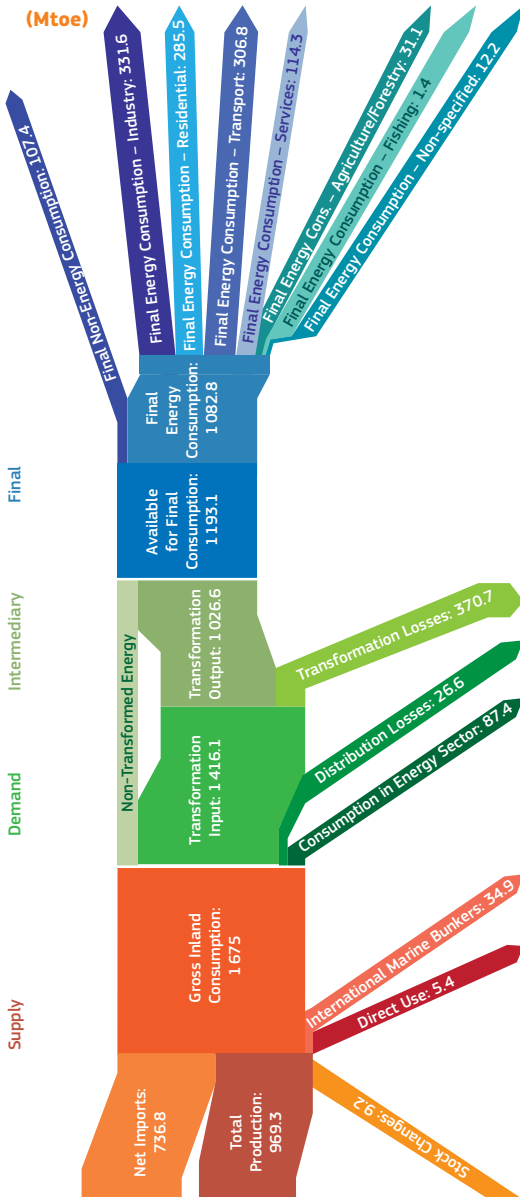 (Mtoe)
Final Non-Energy Consumption: 107.4
Final Energy Consumption – Industry: 331.6
Final Energy Consumption – Residential: 285.5
Final Energy Consumption – Transport: 306.8
Final Energy Consumption – Services: 114.3
Final Energy Cons. – Agriculture/Forestry: 31.1
Final Energy Consumption – Fishing: 1.4
Final Energy Consumption – Non-specified: 12.2
Final
Final
Energy
Consumption:
1 082.8
Available
for Final
Consumption:
1 193.1
Intermediary
Non-Transformed Energy
Transformation
Output: 1 026.6
Transformation Losses: 370.7
Demand
Transformation
Input: 1 416.1
Distribution Losses: 26.6
Consumption in Energy Sector: 87.4
Supply
Gross Inland
Consumption:
1 675
International Marine Bunkers: 34.9
Direct Use: 5.4
Net Imports:
736.8
Total
Production:
969.3
Stock Changes: 9.2